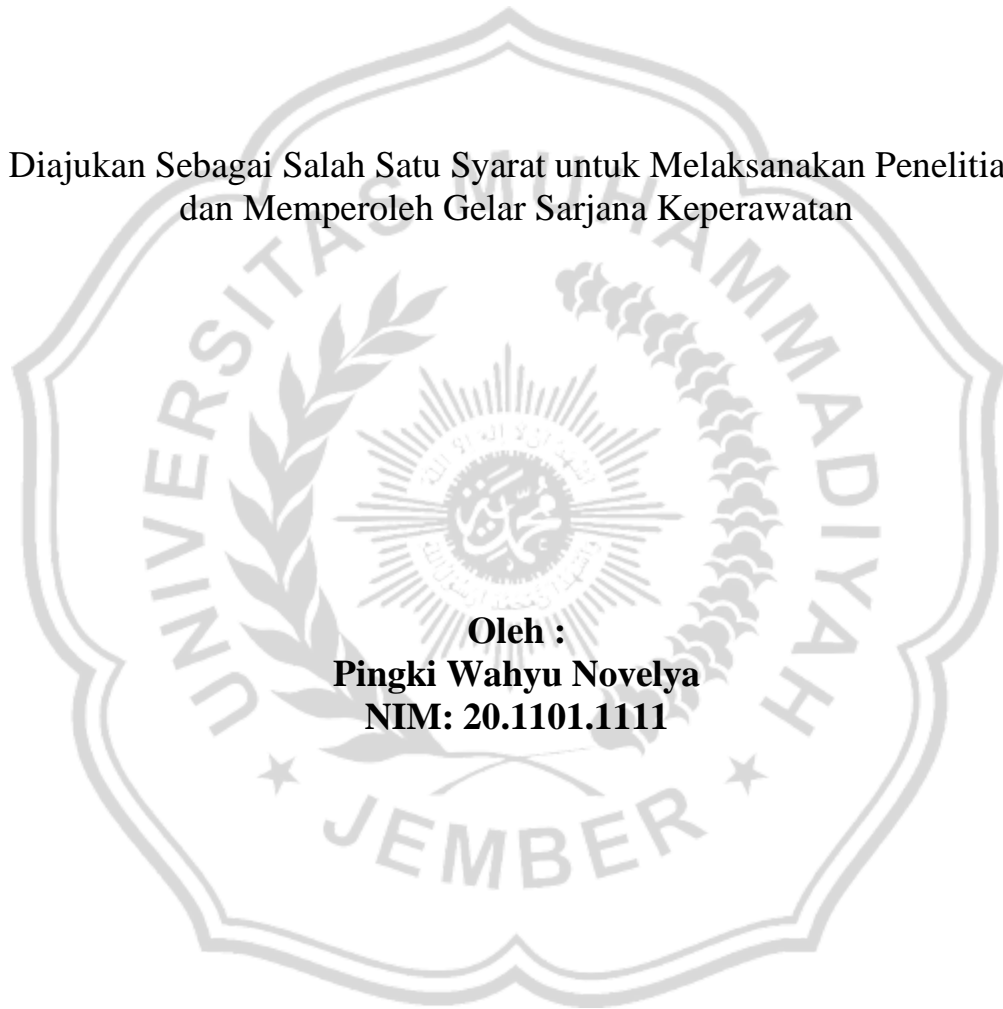 Diajukan Sebagai Salah Satu Syarat untuk Melaksanakan Penelitia
dan Memperoleh Gelar Sarjana Keperawatan
UNIVERSITAS MUHAMMADIYAH
Oleh :
Pingki Wahyu Novelya
NIM: 20.1101.1111
JEMBER